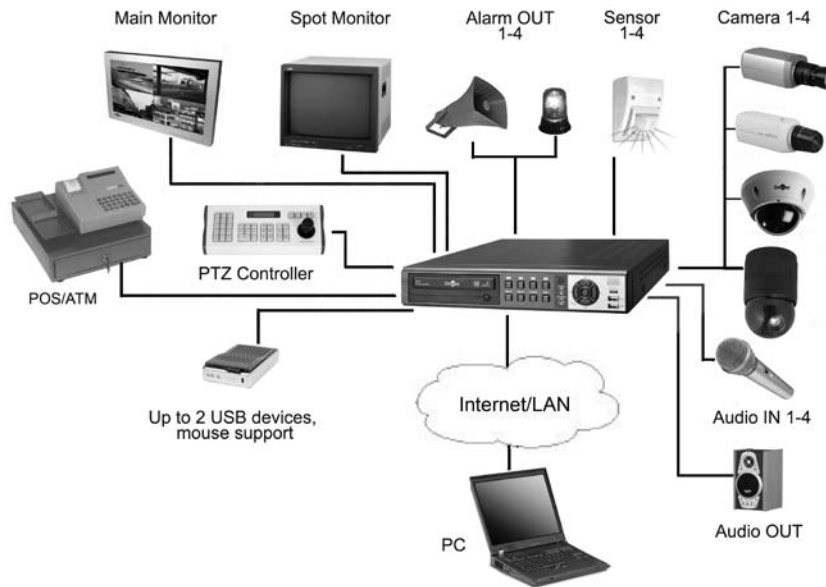 Main Monitor
Spot Monitor
Alarm OUT
1-4
Sensor
1-4
Camera 1-4
POS/ATM
PTZ Controller
Up to 2 USB devices,
mouse support
Internet/LAN
Audio IN 1-4
PC
Audio OUT